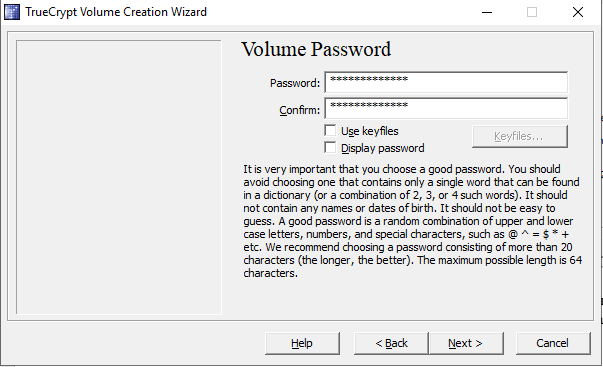 TrueCrypt Volume Creation Wizard
Volume Password
Password: *************
Confirm: *************
Use keyfiles
Keyfiles...
Display password
It is very important that you choose a good password. You should
avoid choosing one that contains only a single word that can be found
in a dictionary (or a combination of 2, 3, or 4 such words). It should
not contain any names or dates of birth. It should not be easy to
guess. A good password is a random combination of upper and lower
case letters, numbers, and special characters, such as @ ^ = $ * +
etc. We recommend choosing a password consisting of more than 20
characters (the longer, the better). The maximum possible length is 64
characters.
Help
< Back
Next >
Cancel